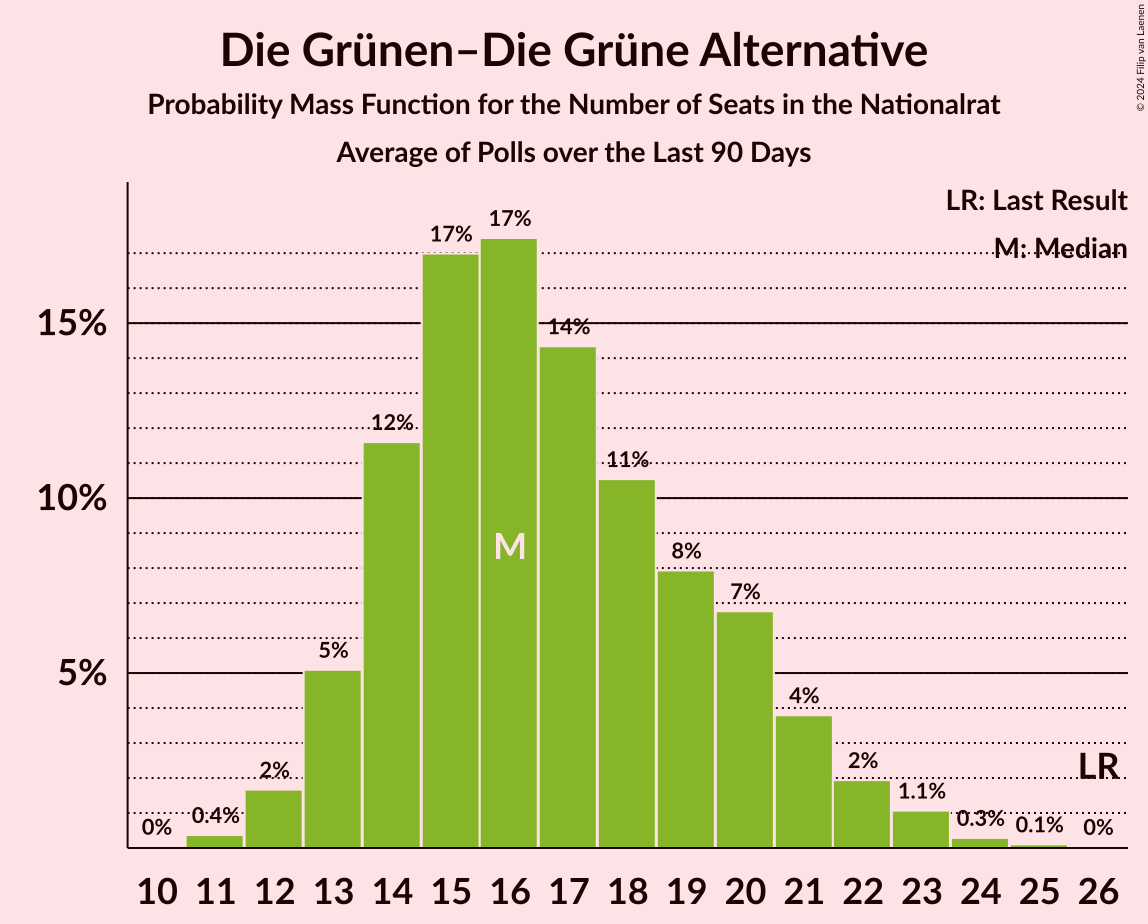 Die Grünen–Die Grüne Alternative
Probability Mass Function for the Number of Seats in the Nationalrat
Average of Polls over the Last 90 Days
© 2024 Filip van Laenen
LR: Last Result
M: Median
15%
10%
5%
0%
0.4%
2%
5%
12%
17%
17%
14%
11%
8%
7%
4%
2%
1.1%
0.3%
0.1%
0%
M
LR
10 11 12 13 14 15 16 17 18 19 20 21 22 23 24 25 26